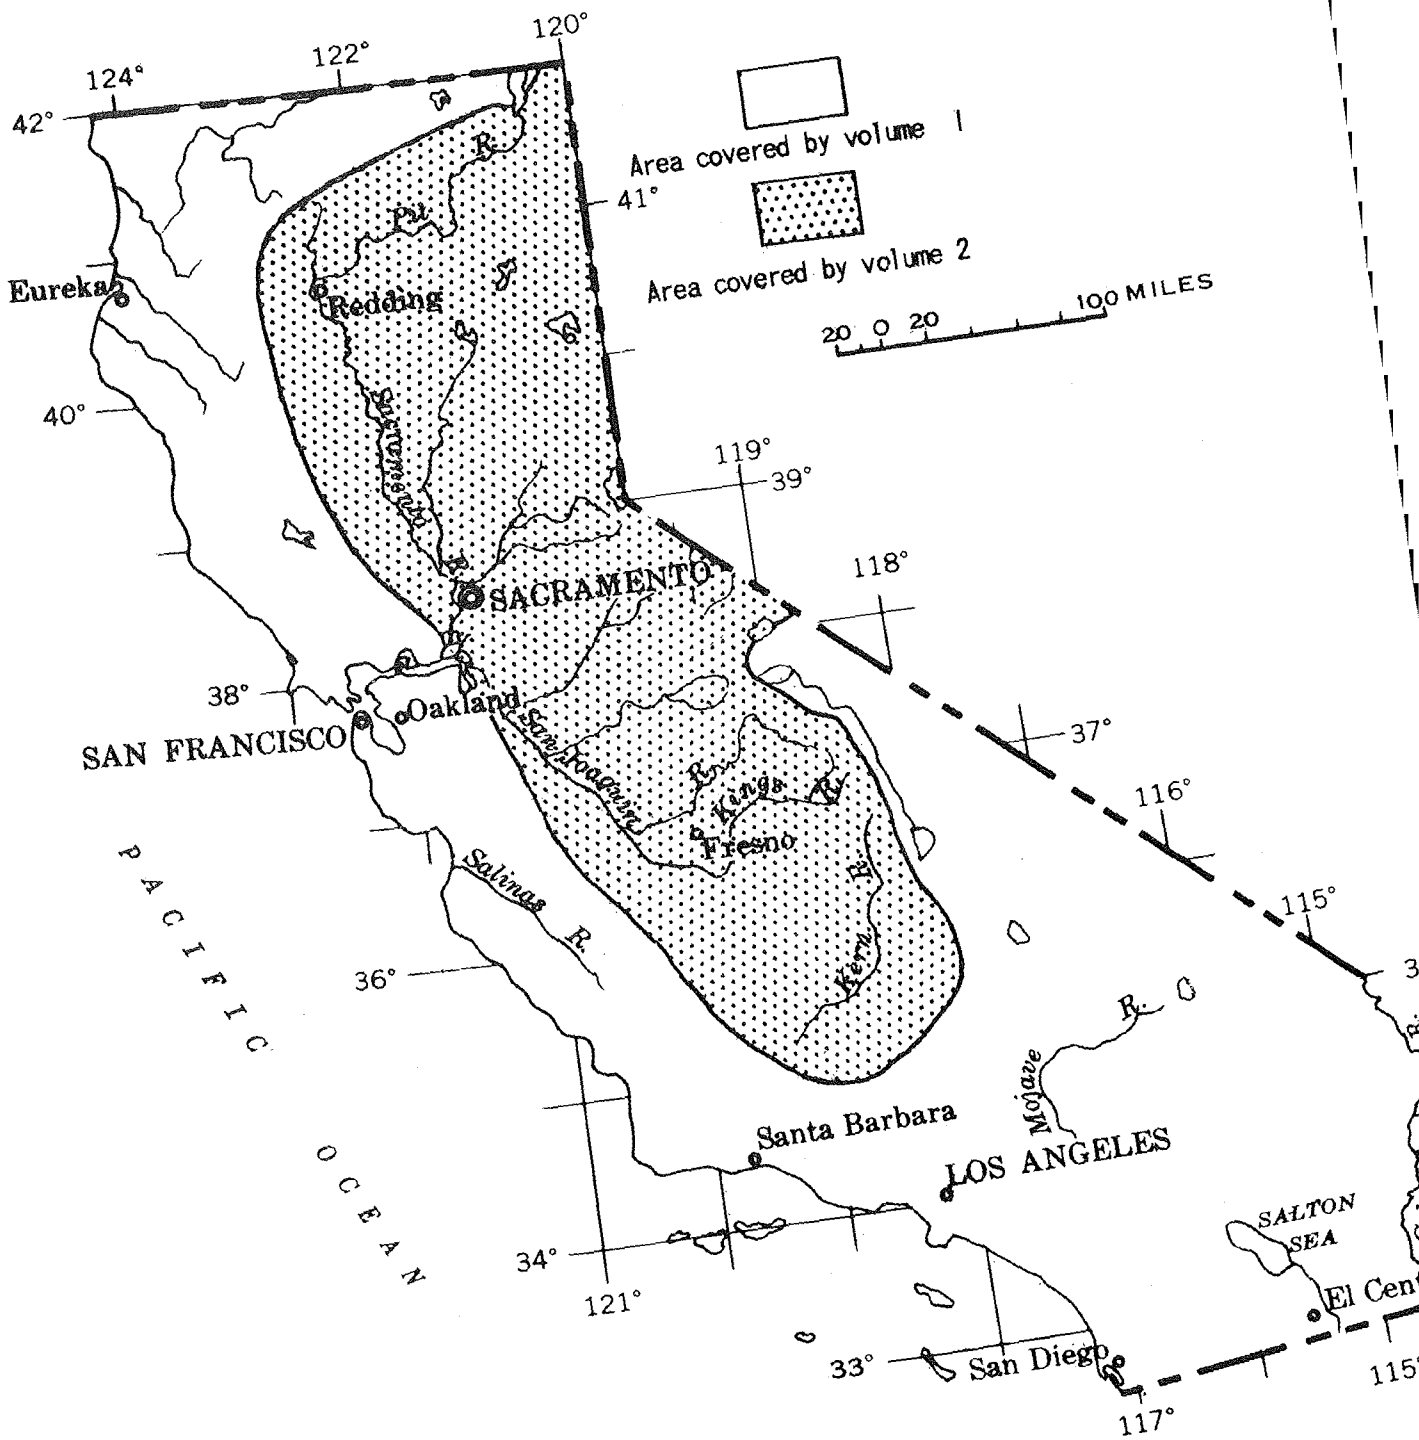 120°
122°
124°
42°
Area covered by volume 1
41°
Area covered by volume 2
Pit R.
Eureka
Redding
20 0 20 100 MILES
40°
Sacramento R.
119°
39°
118°
SACRAMENTO
38°
Oakland
SAN FRANCISCO
San Joaquin R.
Kings R.
37°
116°
Fresno
PACIFIC OCEAN
Salinas R.
Kern R.
115°
36°
3
R.
Mojave R.
Santa Barbara
LOS ANGELES
SALTON
SEA
34°
121°
El Cent
33°
San Diego
115°
117°